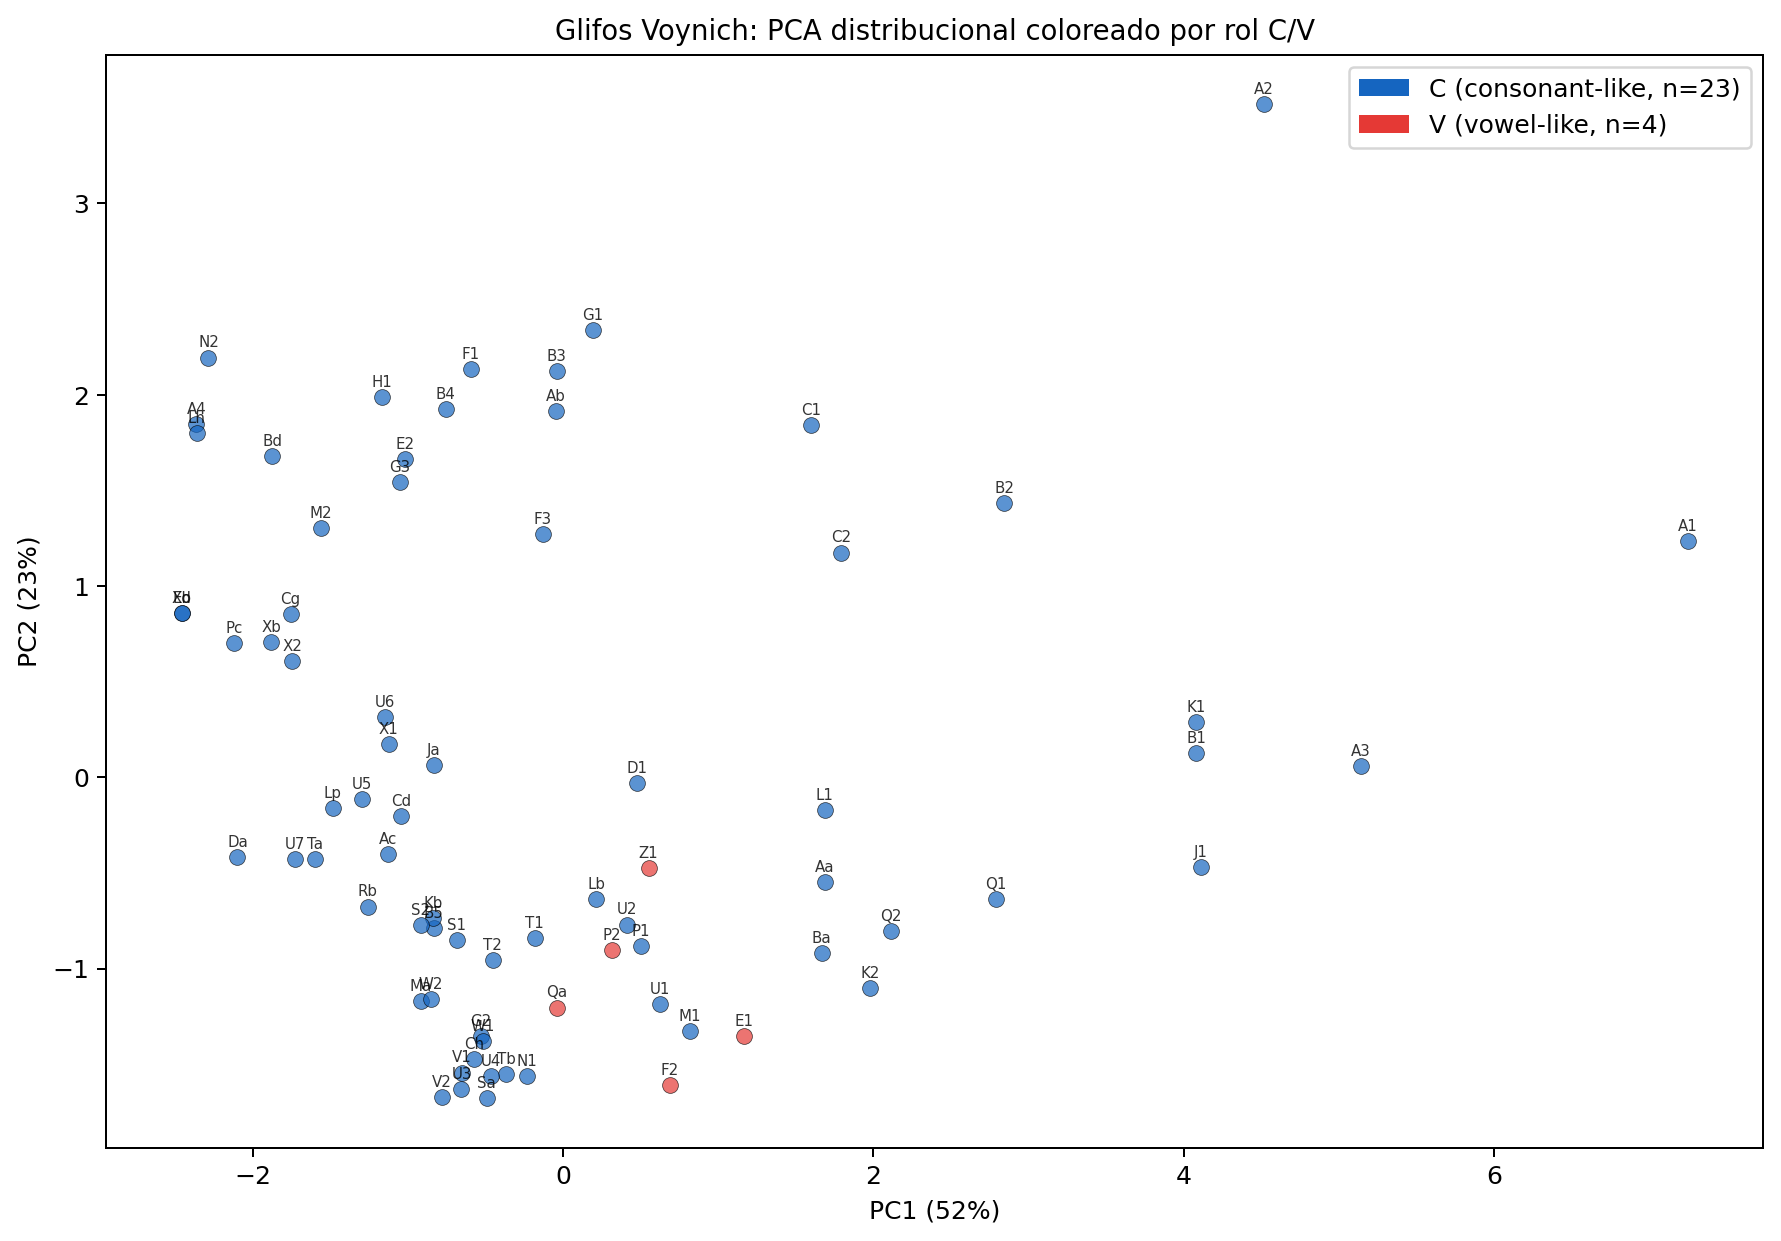 Glifos Voynich: PCA distribucional coloreado por rol C/V
C (consonant-like, n=23)
V (vowel-like, n=4)
A2
G1
N2
F1
B3
H1
B4
Ab
A4
C1
Bd
E2
G3
B2
M2
F3
C2
A1
Cg
Pc
Xb
X2
U6
X1
K1
B1
Ja
A3
D1
U5
Lp
L1
Cd
Da
U7
Ta
Ac
Z1
Aa
J1
Rb
Lb
Q1
Kb
S2
S1
T1
U2
P1
P2
Q2
T2
Ba
K2
W2
Qa
U1
M1
E1
G2
V1
U4
Tb
N1
F2
V2
U3
Sa
3
2
1
0
−1
PC2 (23%)
−2
0
2
4
6
PC1 (52%)